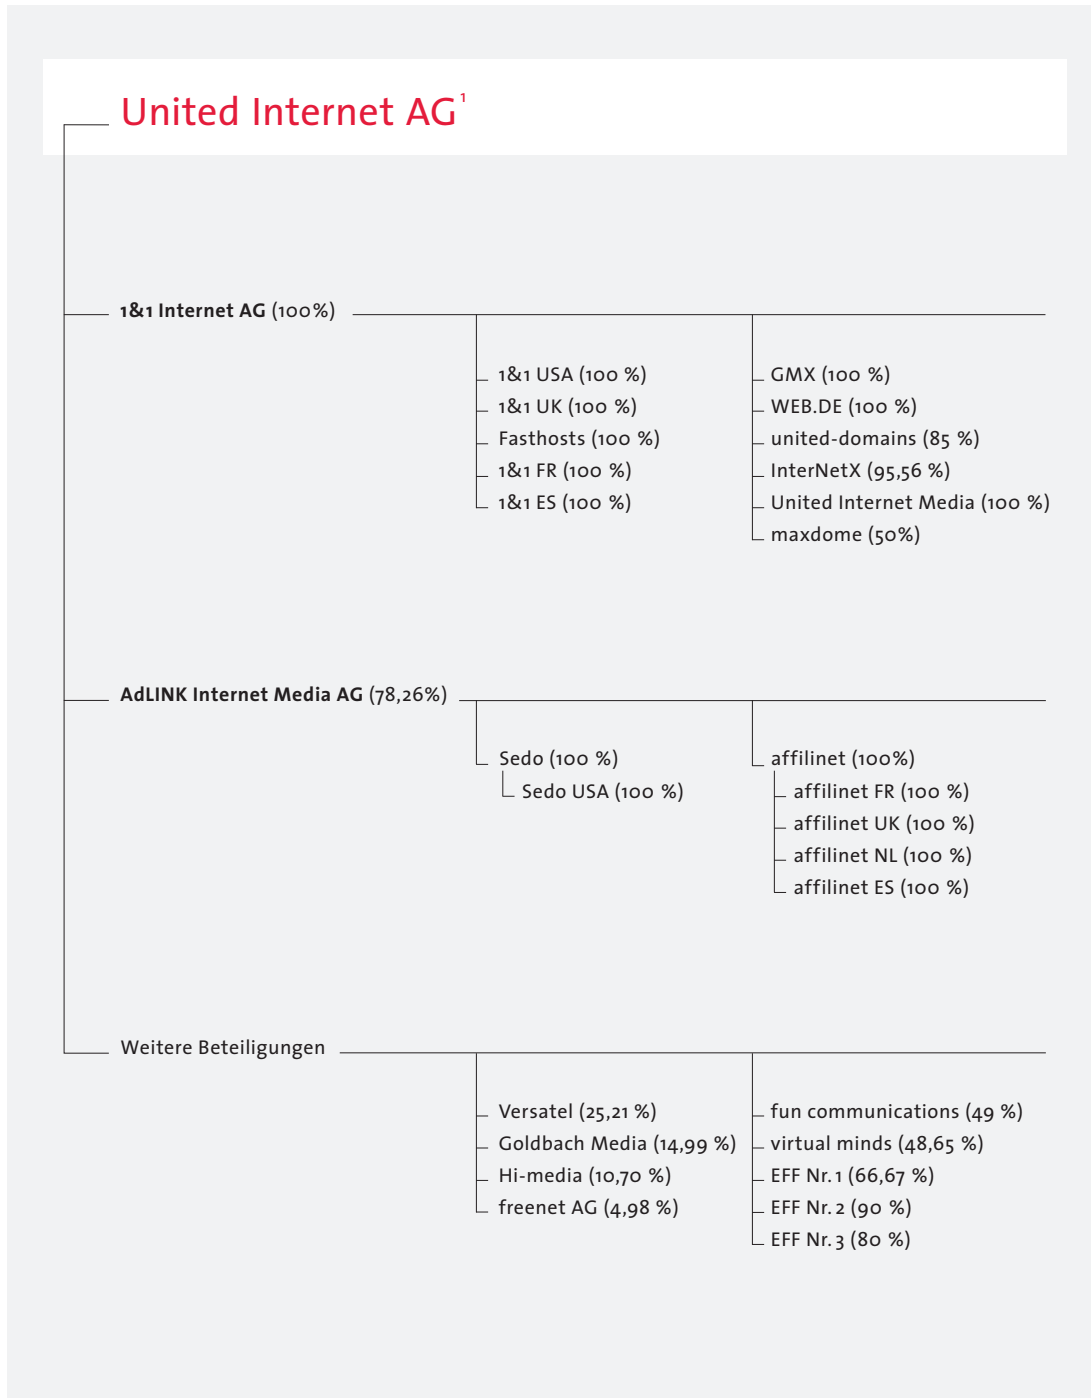 United Internet AG¹
1&1 Internet AG (100%)
1&1 USA (100 %)
1&1 UK (100 %)
Fasthosts (100 %)
1&1 FR (100 %)
1&1 ES (100 %)
GMX (100 %)
WEB.DE (100 %)
united-domains (85 %)
InterNetX (95,56 %)
United Internet Media (100 %)
maxdome (50%)
AdLINK Internet Media AG (78,26%)
Sedo (100 %)
Sedo USA (100 %)
affilinet (100%)
affilinet FR (100 %)
affilinet UK (100 %)
affilinet NL (100 %)
affilinet ES (100 %)
Weitere Beteiligungen
Versatel (25,21 %)
Goldbach Media (14,99 %)
Hi-media (10,70 %)
freenet AG (4,98 %)
fun communications (49 %)
virtual minds (48,65 %)
EFF Nr. 1 (66,67 %)
EFF Nr. 2 (90 %)
EFF Nr. 3 (80 %)